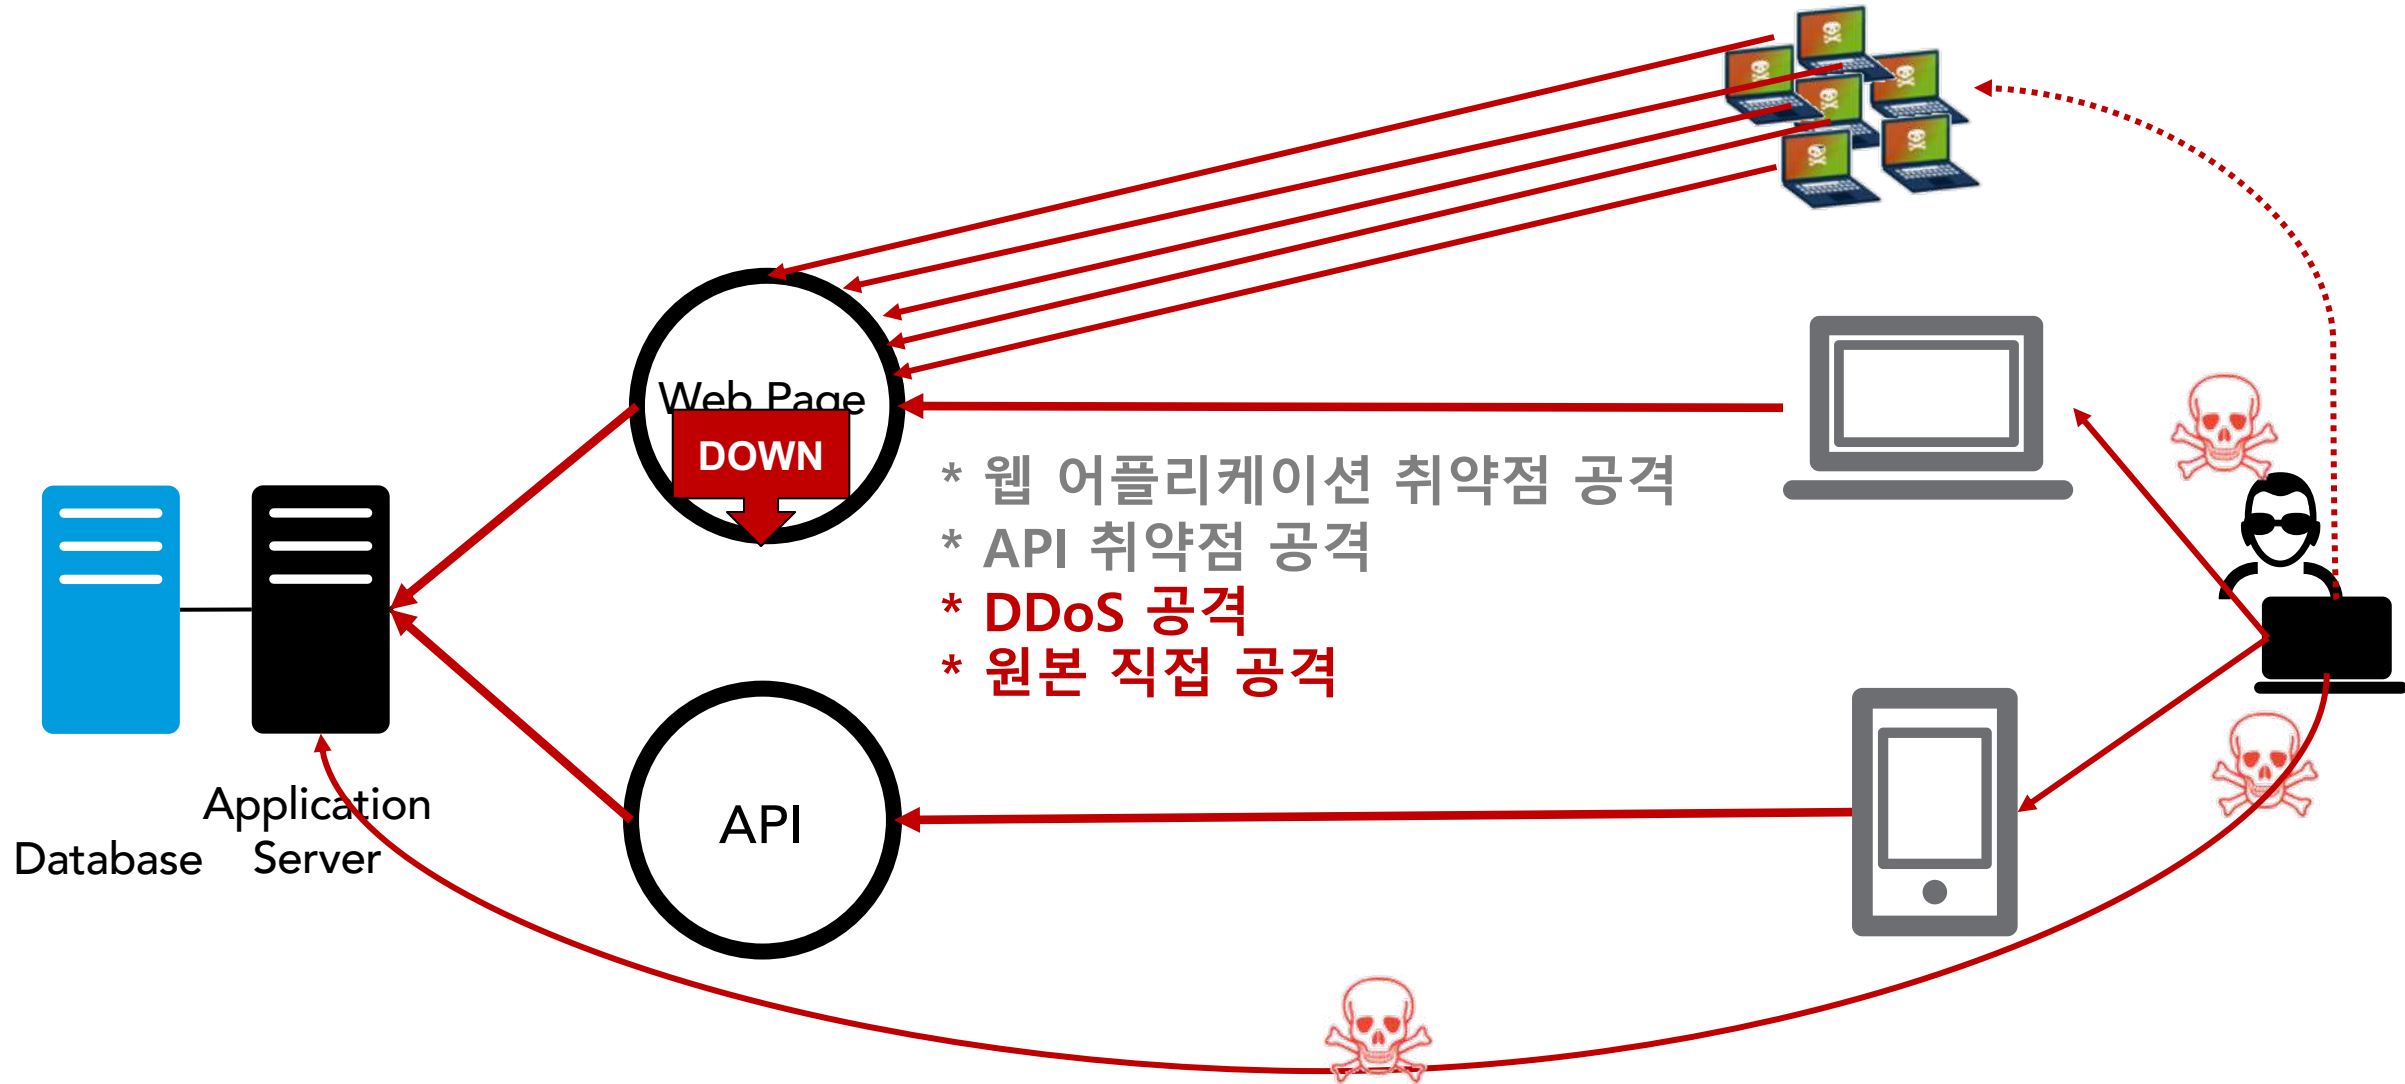 Web Page
DOWN
* 웹 어플리케이션 취약점 공격
* API 취약점 공격
* DDoS 공격
* 원본 직접 공격
Application
Server
Database
API